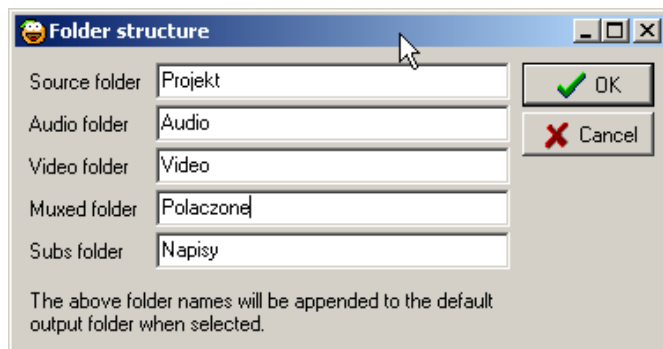 Folder structure
Source folder Projekt
OK
Audio folder Audio
Cancel
Video folder Video
Muxed folder Polaczone
Subs folder Napisy
The above folder names will be appended to the default
output folder when selected.